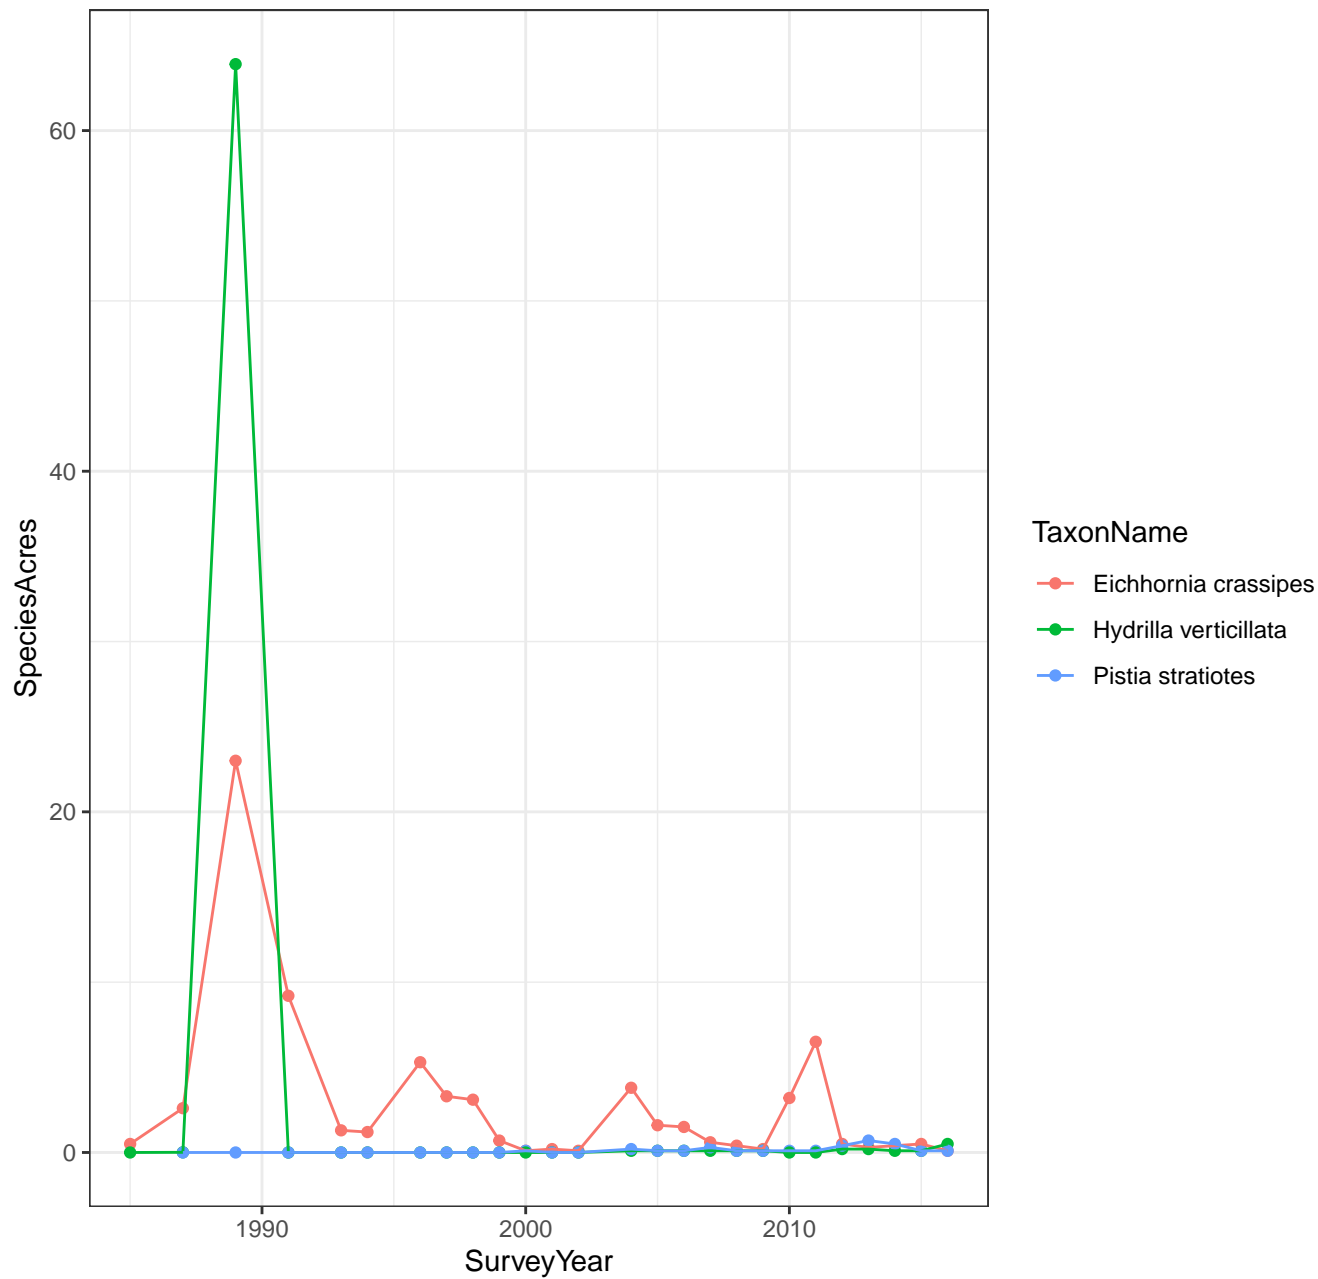 60
40
20
0
SpeciesAcres
1990
2000
2010
SurveyYear
TaxonName
Eichhornia crassipes
Hydrilla verticillata
Pistia stratiotes